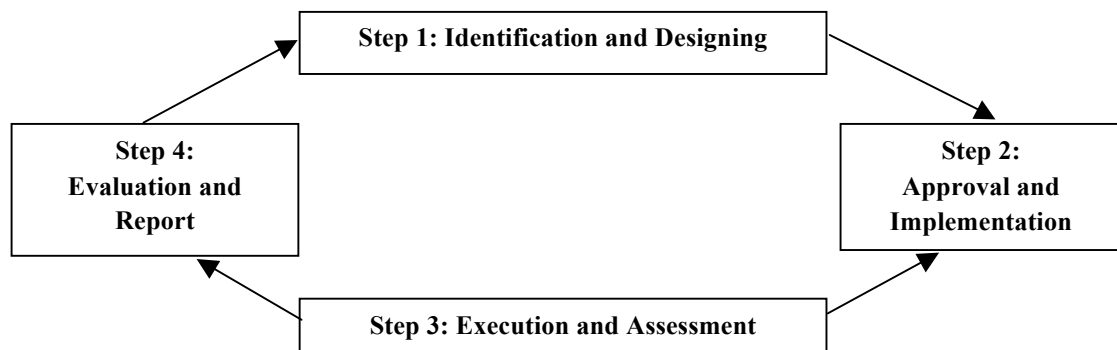 Step 1: Identification and Designing
Step 4:
Evaluation and
Report
Step 2:
Approval and
Implementation
Step 3: Execution and Assessment